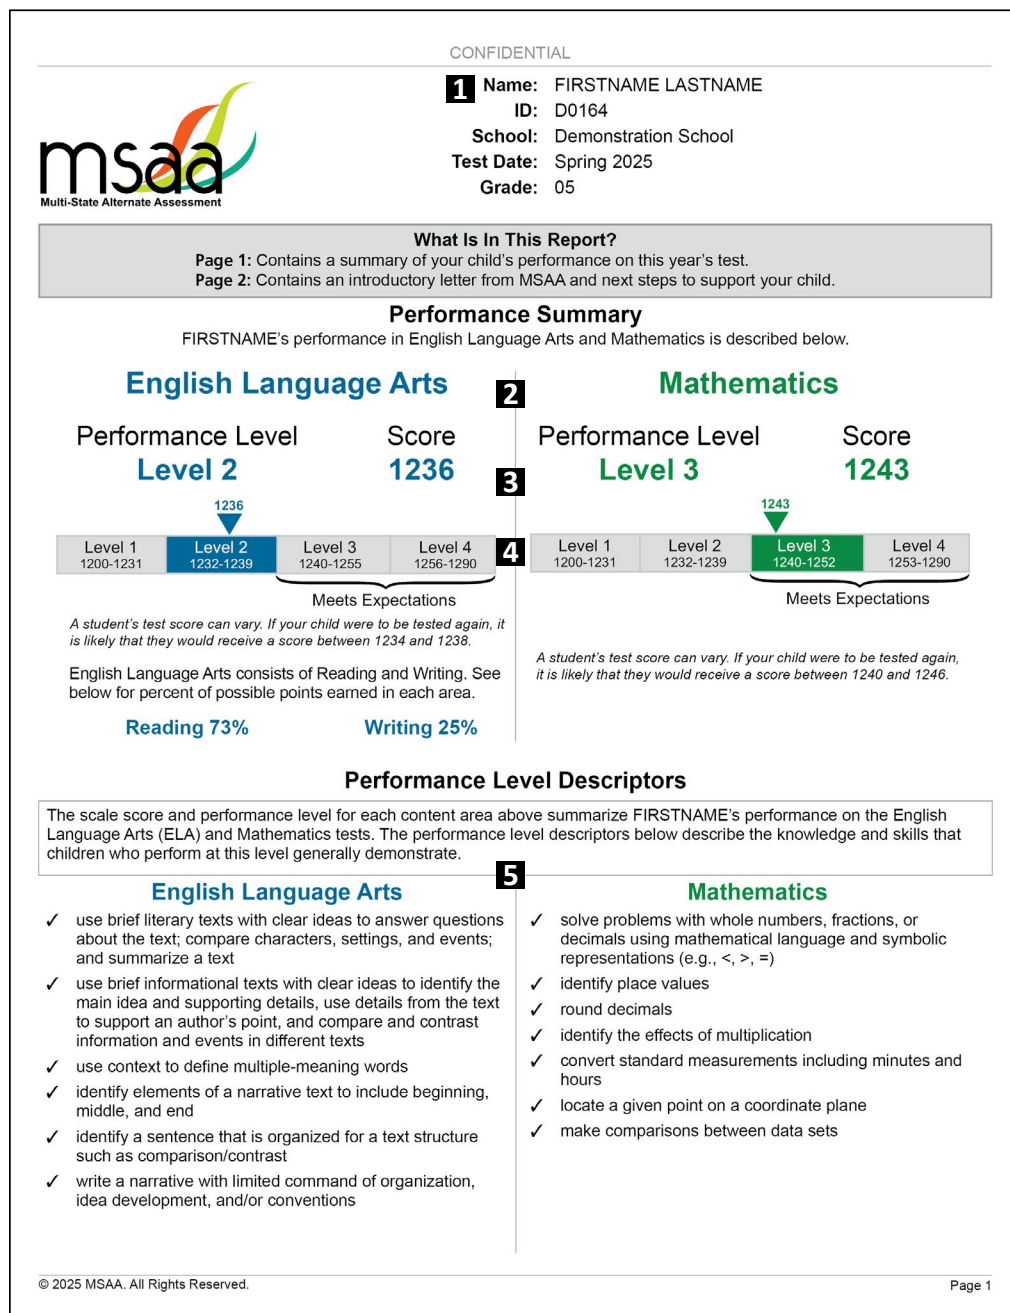 CONFIDENTIAL
msaa
Multi-State Alternate Assessment
1 Name: FIRSTNAME LASTNAME
ID: D0164
School: Demonstration School
Test Date: Spring 2025
Grade: 05
What Is In This Report?
Page 1: Contains a summary of your child's performance on this year's test.
Page 2: Contains an introductory letter from MSAA and next steps to support your child.
Performance Summary
FIRSTNAME's performance in English Language Arts and Mathematics is described below.
2
English Language Arts
Performance Level Score
Level 2 1236
3
1236
Level 1 Level 2 Level 3 Level 4
1200-1231 1232-1239 1240-1255 1256-1290
4
Meets Expectations
A student's test score can vary. If your child were to be tested again, it
is likely that they would receive a score between 1234 and 1238.
English Language Arts consists of Reading and Writing. See
below for percent of possible points earned in each area.
Reading 73% Writing 25%
Mathematics
Performance Level Score
Level 3 1243
1243
Level 1 Level 2 Level 3 Level 4
1200-1231 1232-1239 1240-1252 1253-1290
Meets Expectations
A student's test score can vary. If your child were to be tested again,
it is likely that they would receive a score between 1240 and 1246.
Performance Level Descriptors
The scale score and performance level for each content area above summarize FIRSTNAME's performance on the English
Language Arts (ELA) and Mathematics tests. The performance level descriptors below describe the knowledge and skills that
children who perform at this level generally demonstrate.
5
English Language Arts
✓ use brief literary texts with clear ideas to answer questions
about the text; compare characters, settings, and events;
and summarize a text
✓ use brief informational texts with clear ideas to identify the
main idea and supporting details, use details from the text
to support an author's point, and compare and contrast
information and events in different texts
✓ use context to define multiple-meaning words
✓ identify elements of a narrative text to include beginning,
middle, and end
✓ identify a sentence that is organized for a text structure
such as comparison/contrast
✓ write a narrative with limited command of organization,
idea development, and/or conventions
Mathematics
✓ solve problems with whole numbers, fractions, or
decimals using mathematical language and symbolic
representations (e.g., <, >, =)
✓ identify place values
✓ round decimals
✓ identify the effects of multiplication
✓ convert standard measurements including minutes and
hours
✓ locate a given point on a coordinate plane
✓ make comparisons between data sets
© 2025 MSAA. All Rights Reserved.
Page 1